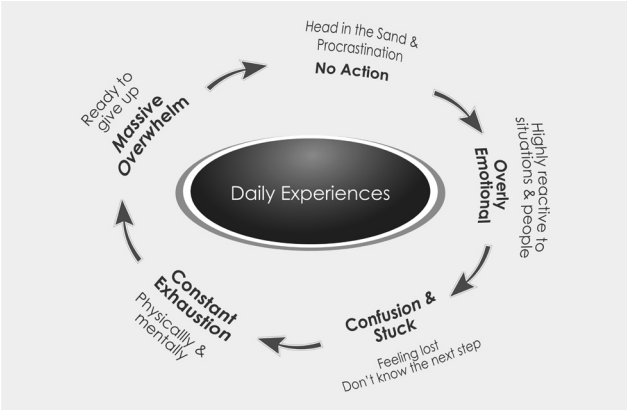 Head in the Sand &
Procrastination
No Action
Highly reactive to
situations & people
Overly
Emotional
Confusion &
Stuck
Feeling lost
Don't know the next step
Constant
Exhaustion
Physicallly &
mentally
Ready to
give up
Massive
Overwhelm
Daily Experiences